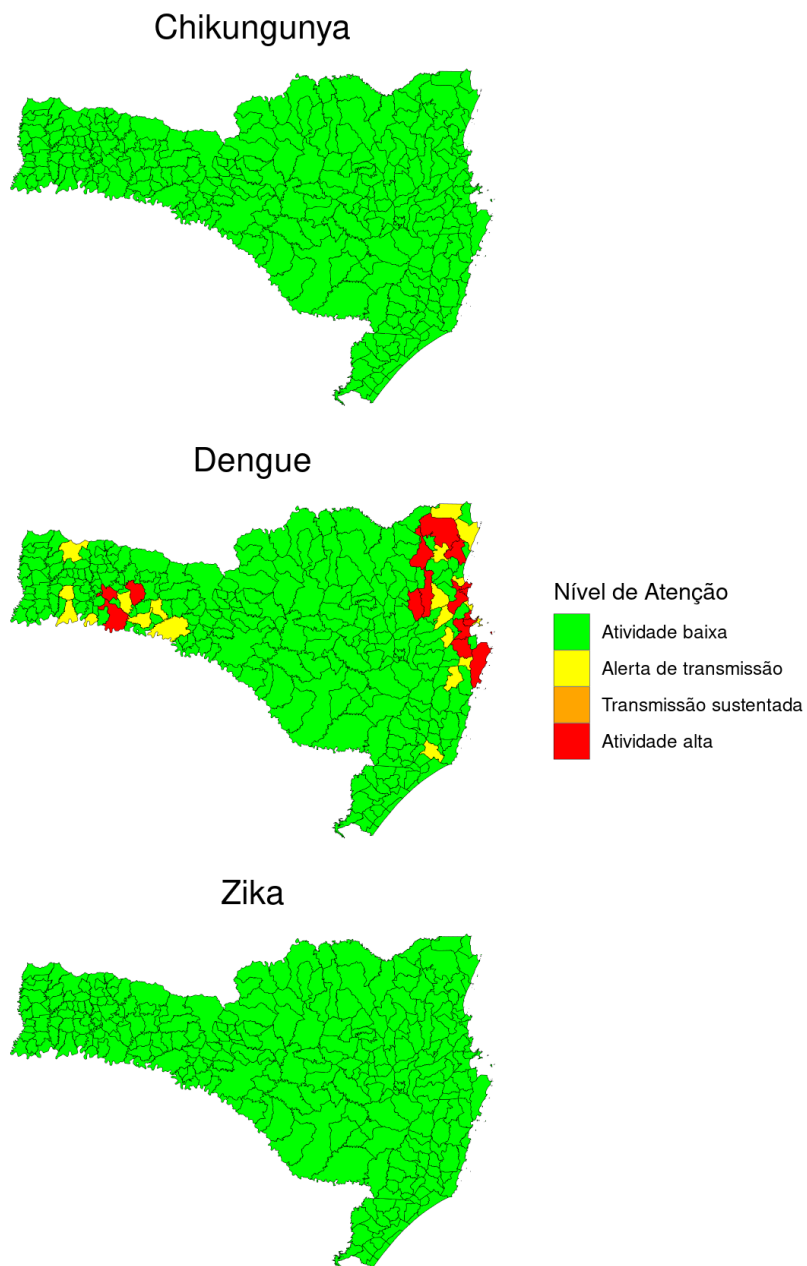 Chikungunya
Dengue
Nível de Atenção
Atividade baixa
Alerta de transmissão
Transmissão sustentada
Atividade alta
Zika